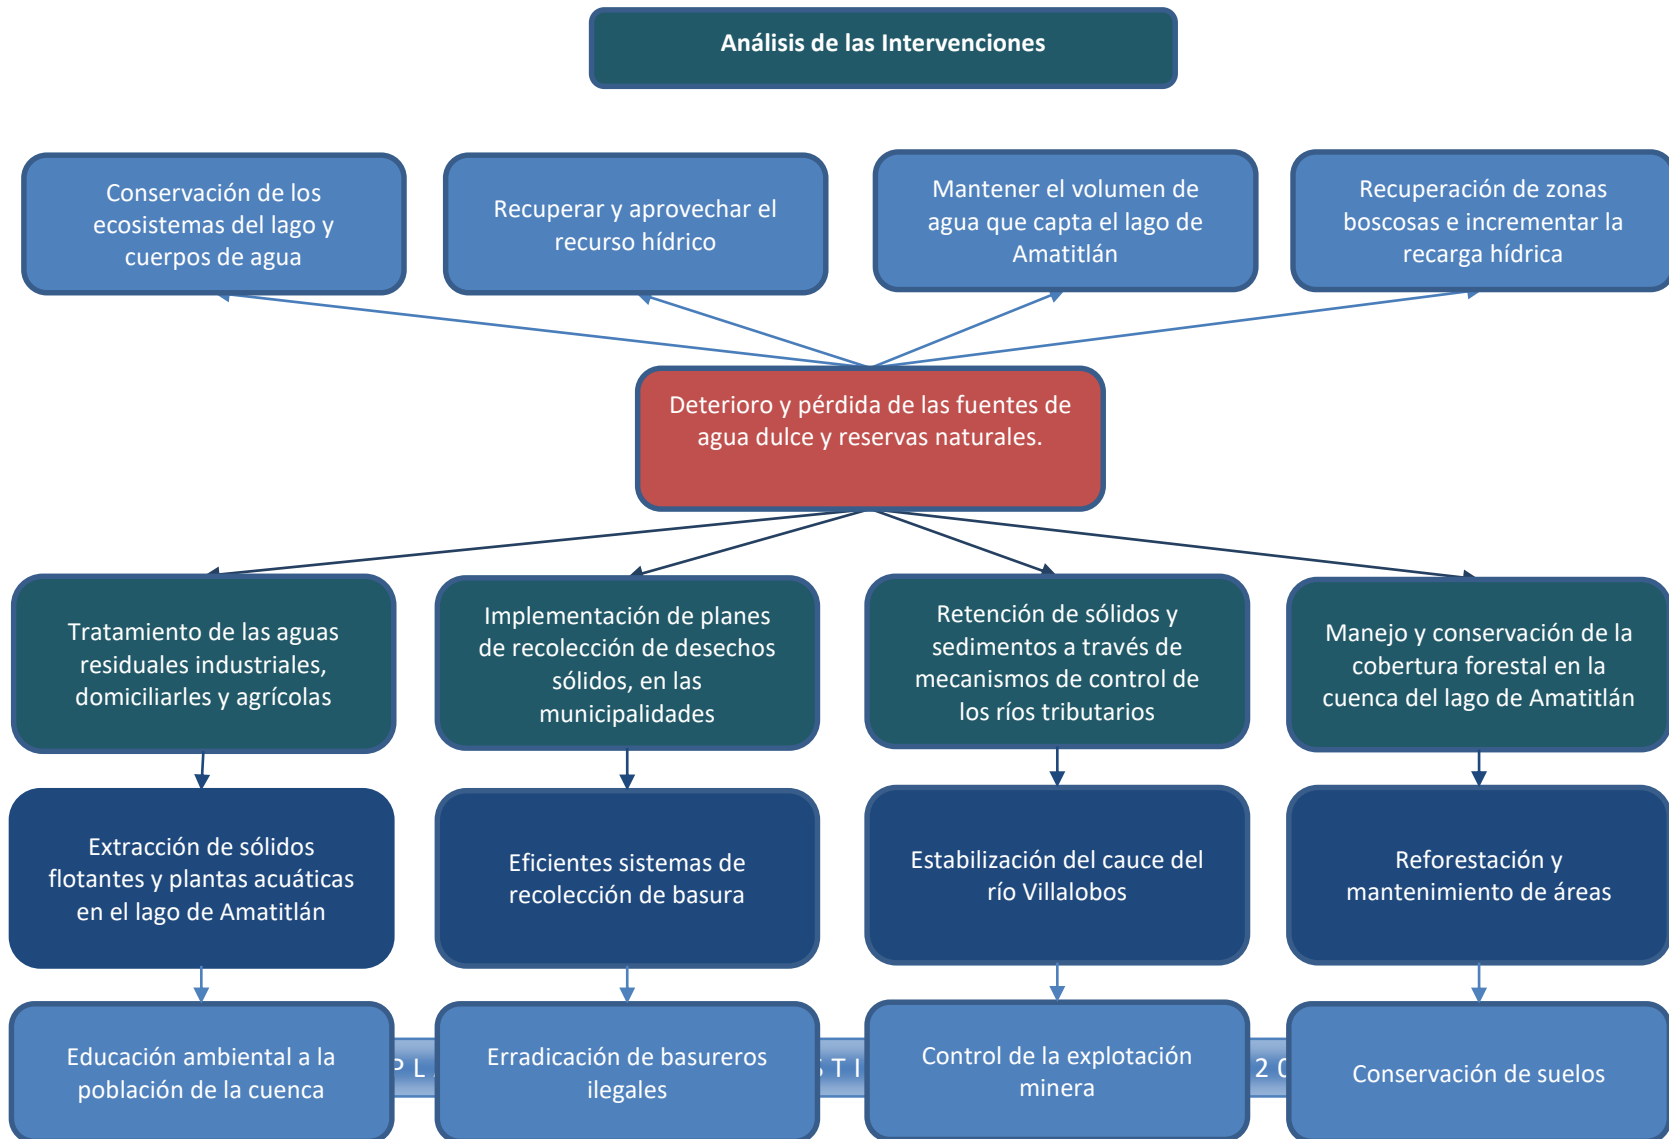 Análisis de las Intervenciones
Conservación de los
ecosistemas del lago y
cuerpos de agua
Recuperar y aprovechar el
recurso hídrico
Mantener el volumen de
agua que capta el lago de
Amatitlán
Recuperación de zonas
boscosas e incrementar la
recarga hídrica
Deterioro y pérdida de las fuentes de
agua dulce y reservas naturales.
Tratamiento de las aguas
residuales industriales,
domiciliarles y agrícolas
Implementación de planes
de recolección de desechos
sólidos, en las
municipalidades
Retención de sólidos y
sedimentos a través de
mecanismos de control de
los ríos tributarios
Manejo y conservación de la
cobertura forestal en la
cuenca del lago de Amatitlán
Extracción de sólidos
flotantes y plantas acuáticas
en el lago de Amatitlán
Eficientes sistemas de
recolección de basura
Estabilización del cauce del
río Villalobos
Reforestación y
mantenimiento de áreas
Educación ambiental a la
población de la cuenca
Erradicación de basureros
ilegales
Control de la explotación
minera
Conservación de suelos